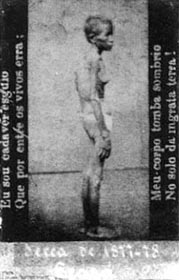 Eu sou cadaver esguio
Que por entre os vivos erra :
Meu corpo tomba sombrio
No solo da ingrata terra !
Secca de 1877-78